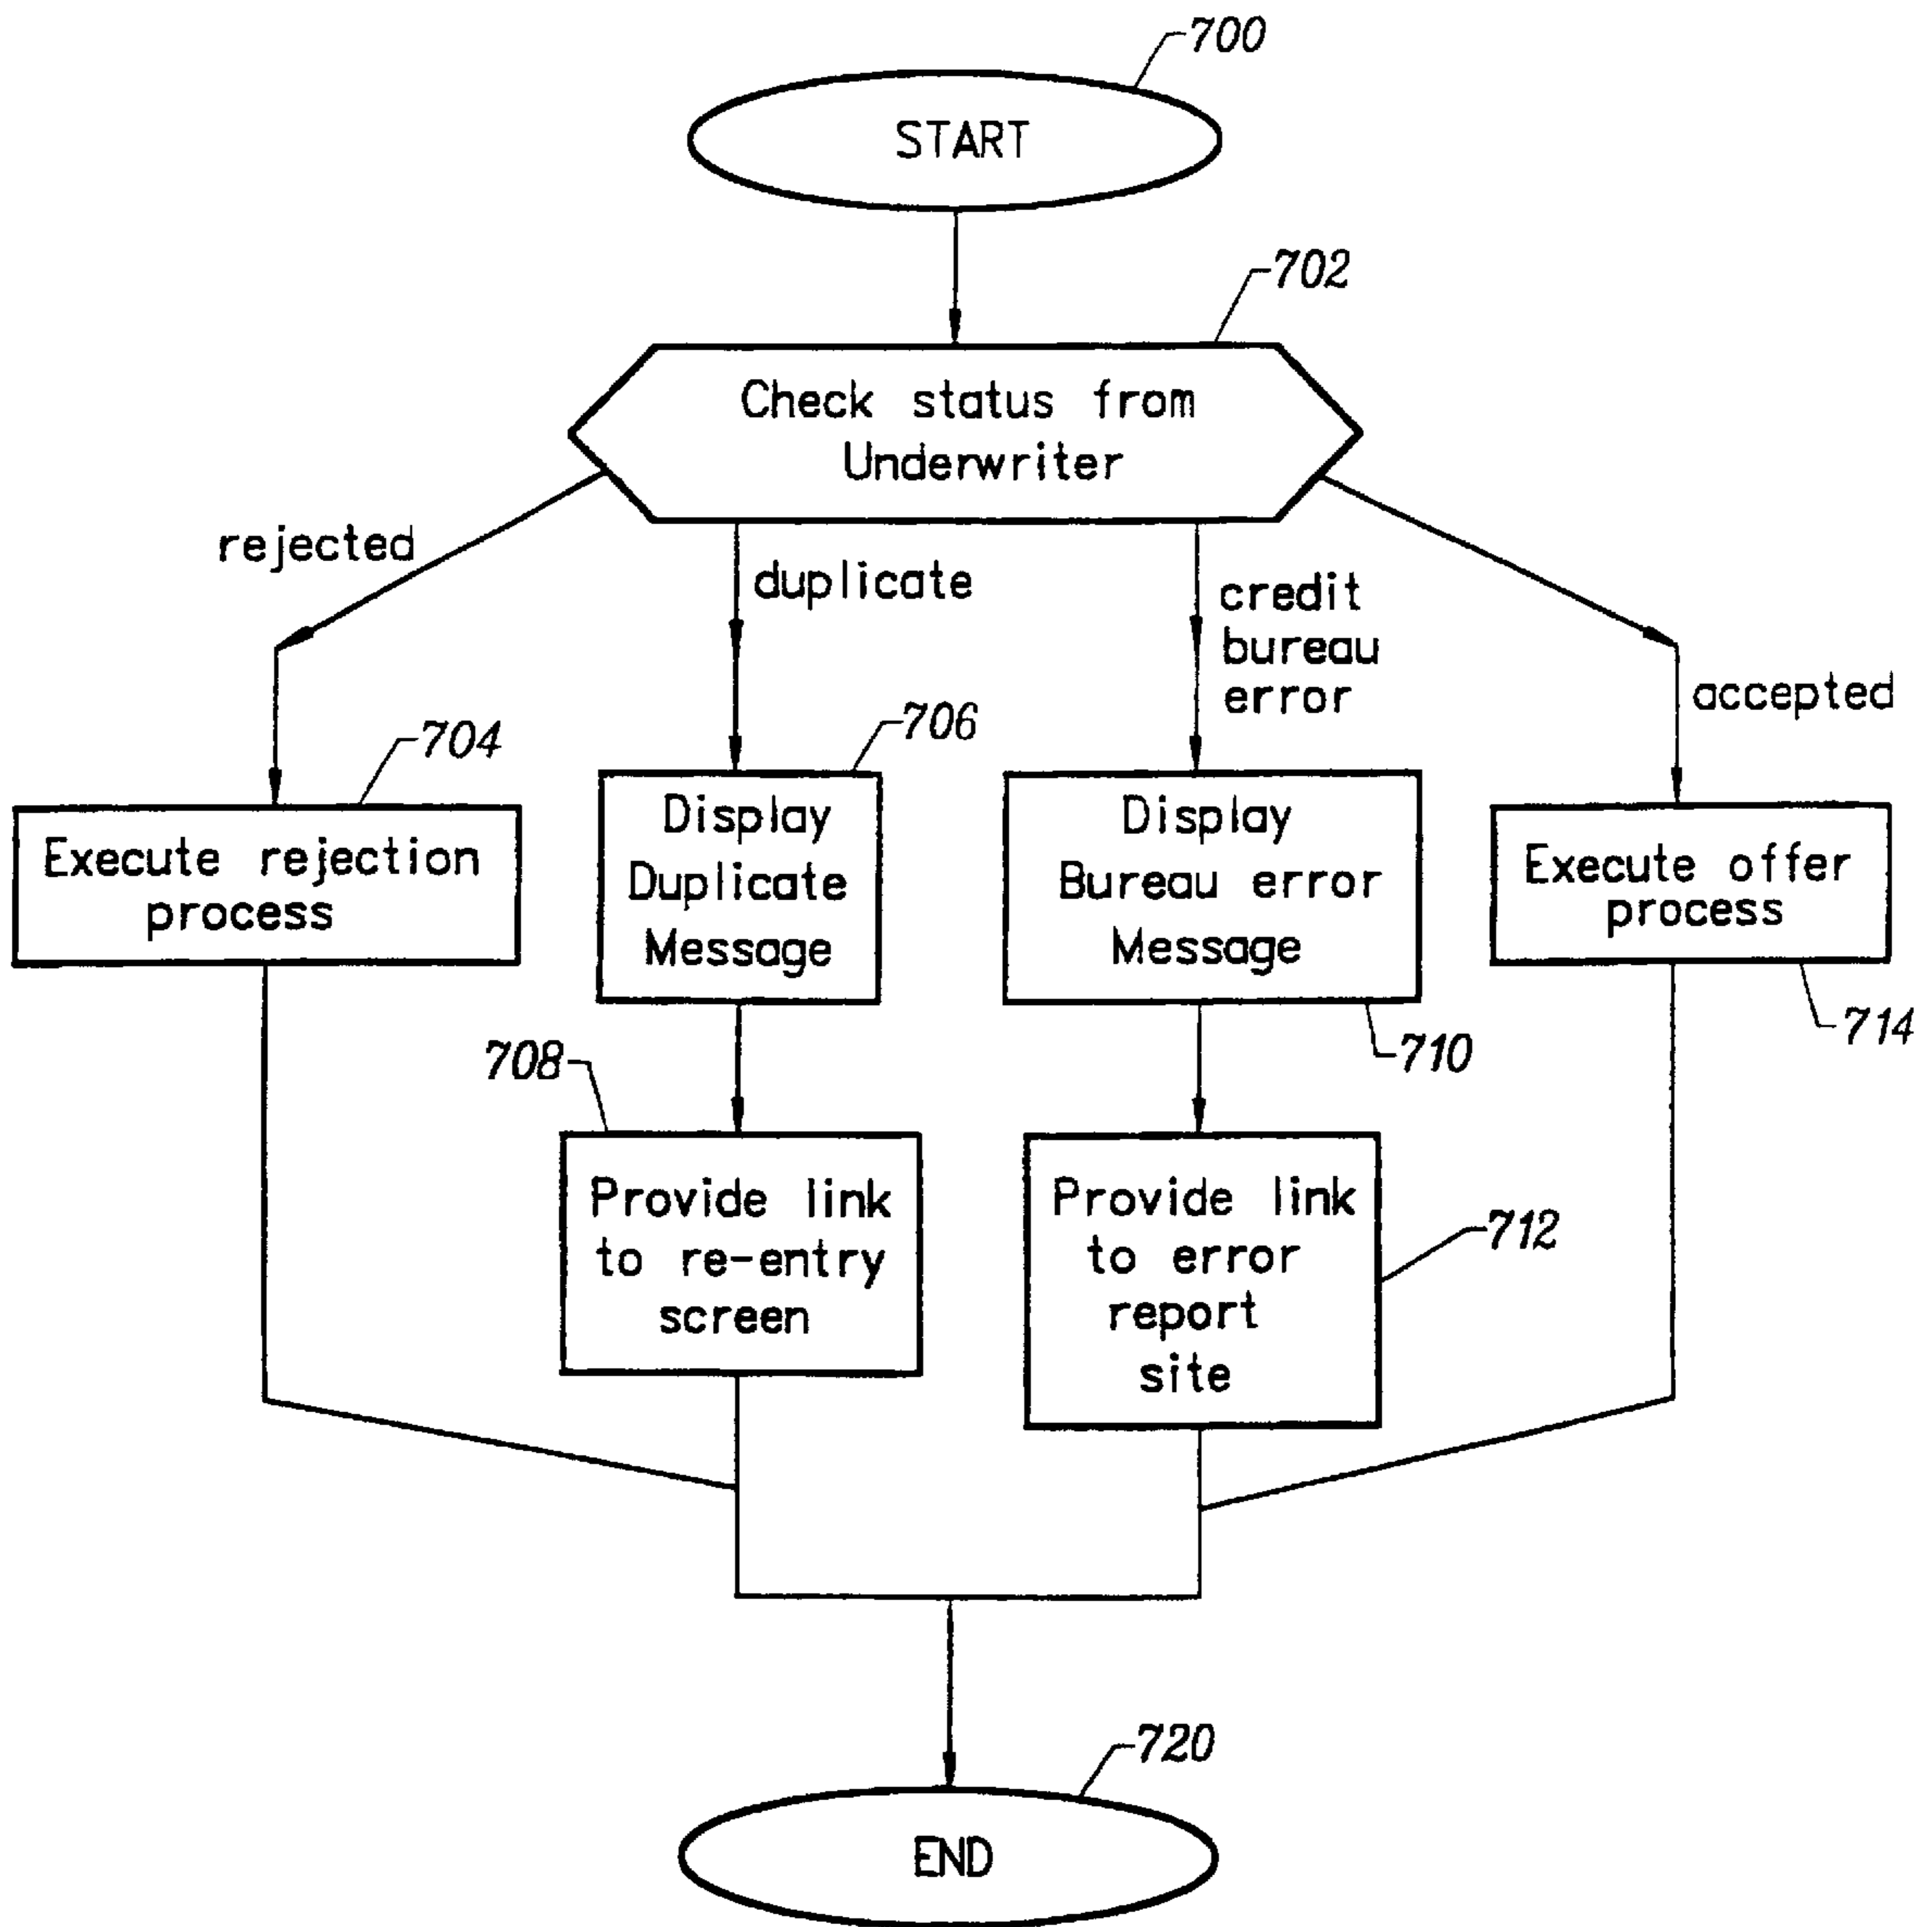 700
START
702
Check status from
Underwriter
rejected
duplicate
credit
bureau
error
accepted
704
Execute rejection
process
706
Display
Duplicate
Message
Display
Bureau error
Message
710
Execute offer
process
714
708
Provide link
to re-entry
screen
Provide link
to error
report
site
712
720
END